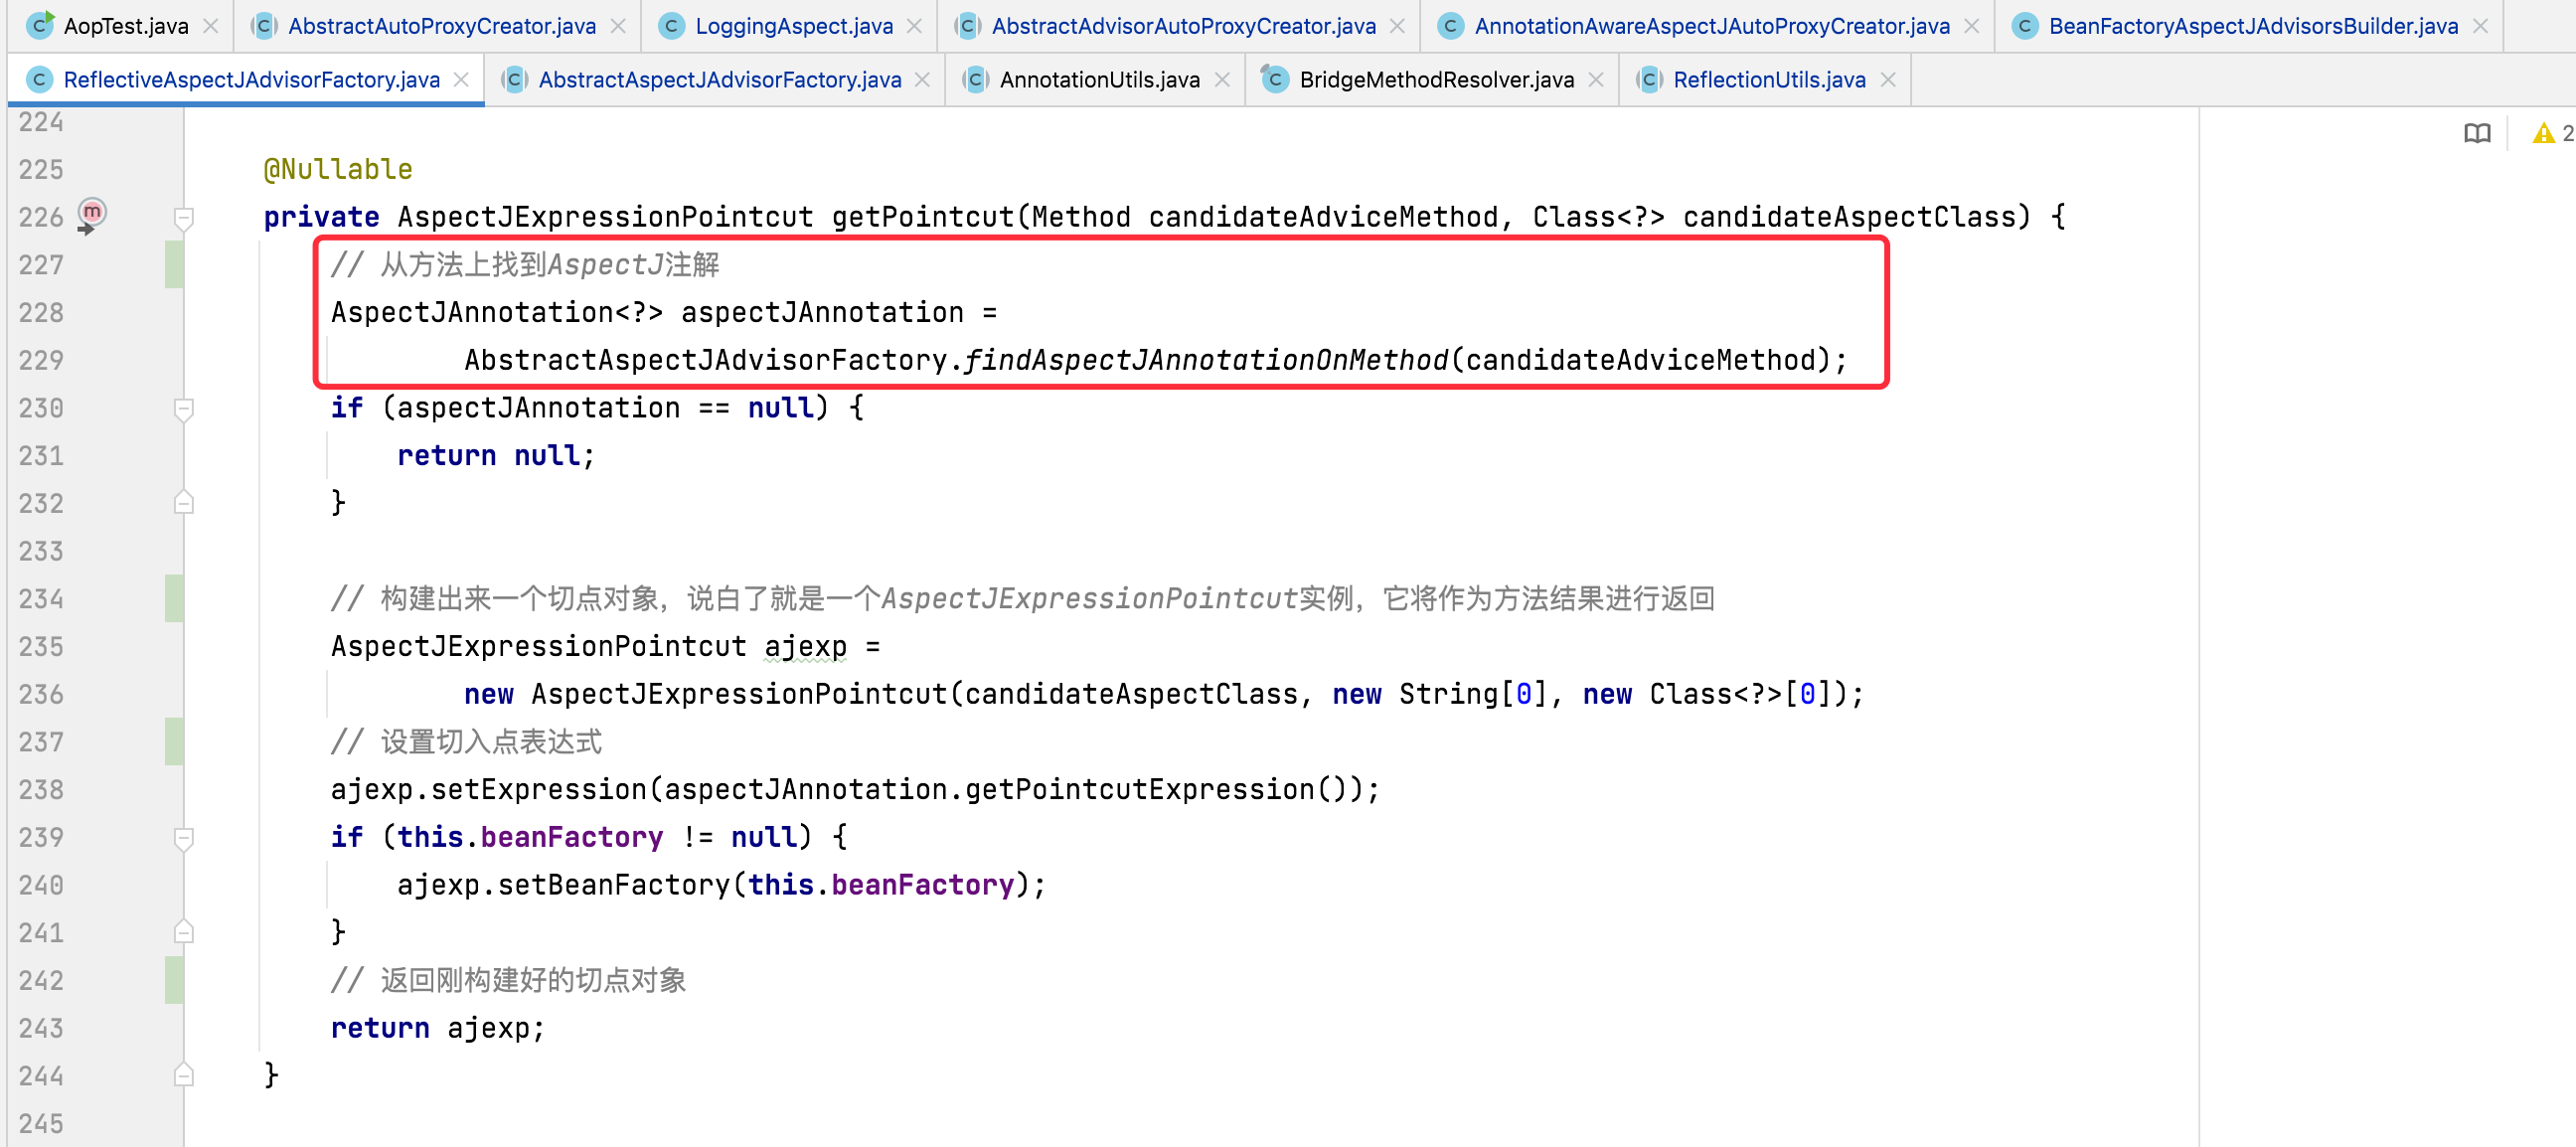 AopTest.java AbstractAutoProxyCreator.java LoggingAspect.java AbstractAdvisorAutoProxyCreator.java AnnotationAwareAspectJAutoProxyCreator.java BeanFactoryAspectJAdvisorsBuilder.java
ReflectiveAspectJAdvisorFactory.java AbstractAspectJAdvisorFactory.java AnnotationUtils.java BridgeMethodResolver.java ReflectionUtils.java
224
2
225 @Nullable
226 private AspectJExpressionPointcut getPointcut(Method candidateAdviceMethod, Class<?> candidateAspectClass) {
227 // 从方法上找到AspectJ注解
228 AspectJAnnotation<?> aspectJAnnotation =
229 AbstractAspectJAdvisorFactory.findAspectJAnnotationOnMethod(candidateAdviceMethod);
230 if (aspectJAnnotation == null) {
231 return null;
232 }
233
234 // 构建出来一个切点对象，说白了就是一个AspectJExpressionPointcut实例，它将作为方法结果进行返回
235 AspectJExpressionPointcut ajexp =
236 new AspectJExpressionPointcut(candidateAspectClass, new String[0], new Class<?>[0]);
237 // 设置切入点表达式
238 ajexp.setExpression(aspectJAnnotation.getPointcutExpression());
239 if (this.beanFactory != null) {
240 ajexp.setBeanFactory(this.beanFactory);
241 }
242 // 返回刚构建好的切点对象
243 return ajexp;
244 }
245